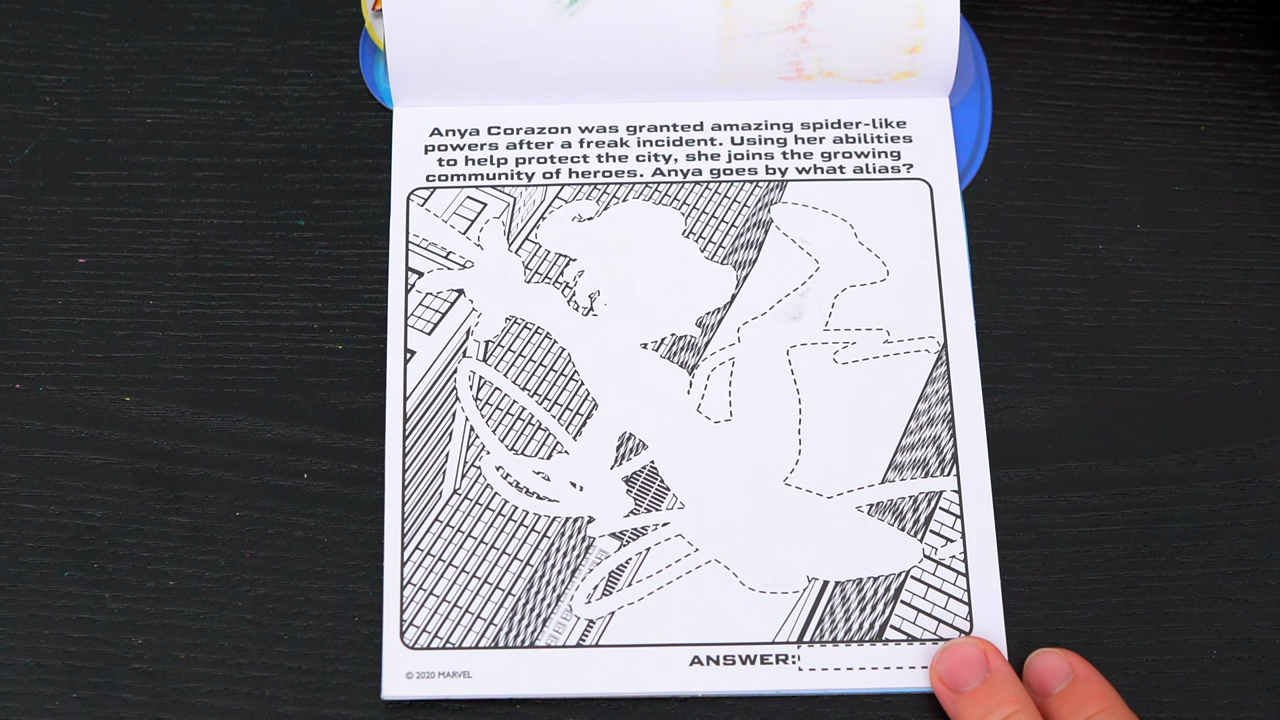 Anya Corazon was granted amazing spider-like
powers after a freak incident. Using her abilities
to help protect the city, she joins the growing
community of heroes. Anya goes by what alias?
ANSWER:
© 2020 MARVEL